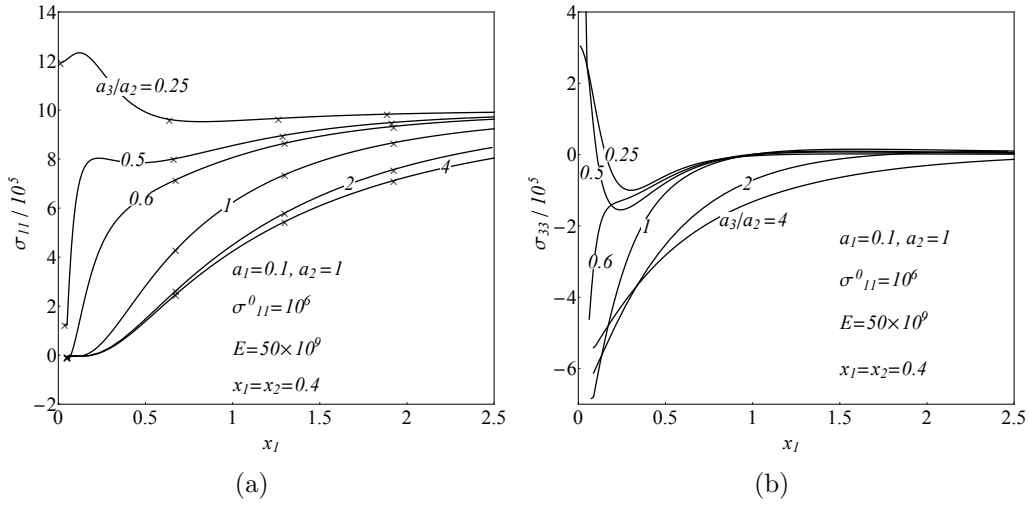 14
12
10
8
6
4
2
0
−2
σ11 / 10^5
0
0.5
1
1.5
2
2.5
x1
a3/a2=0.25
0.5
0.6
1
2
4
a1=0.1, a2=1
σ^0 11=10^6
E=50×10^9
x1=x2=0.4
(a)
4
2
0
−2
−4
−6
σ33 / 10^5
0
0.5
1
1.5
2
2.5
x1
0.25
0.5
0.6
1
2
a3/a2=4
a1=0.1, a2=1
σ^0 11=10^6
E=50×10^9
x1=x2=0.4
(b)